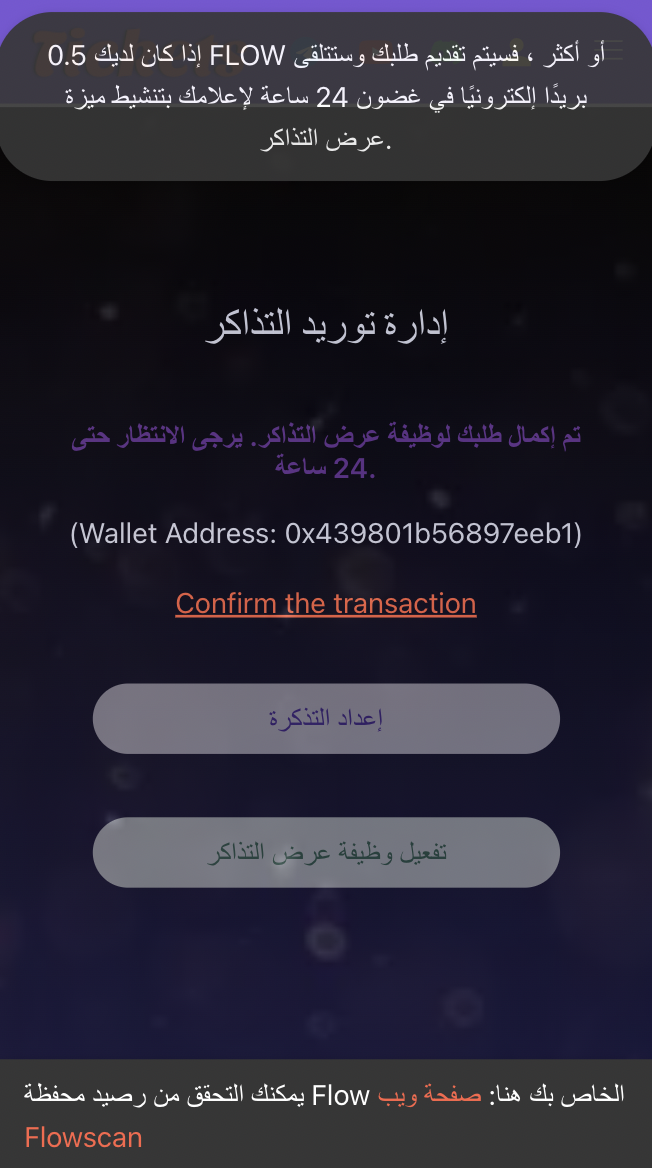 إذا كان لديك 0.5 FLOW أو أكثر ، فسيتم تقديم طلبك وستتلقى
بريدًا إلكترونيًا في غضون 24 ساعة لإعلامك بتنشيط ميزة
عرض التذاكر.
إدارة توريد التذاكر
تم إكمال طلبك لوظيفة عرض التذاكر. يرجى الانتظار حتى
24 ساعة.
(Wallet Address: 0x439801b56897eeb1)
Confirm the transaction
إعداد التذكرة
تفعيل وظيفة عرض التذاكر
يمكنك التحقق من رصيد محفظة Flow الخاص بك هنا: صفحة ويب
Flowscan